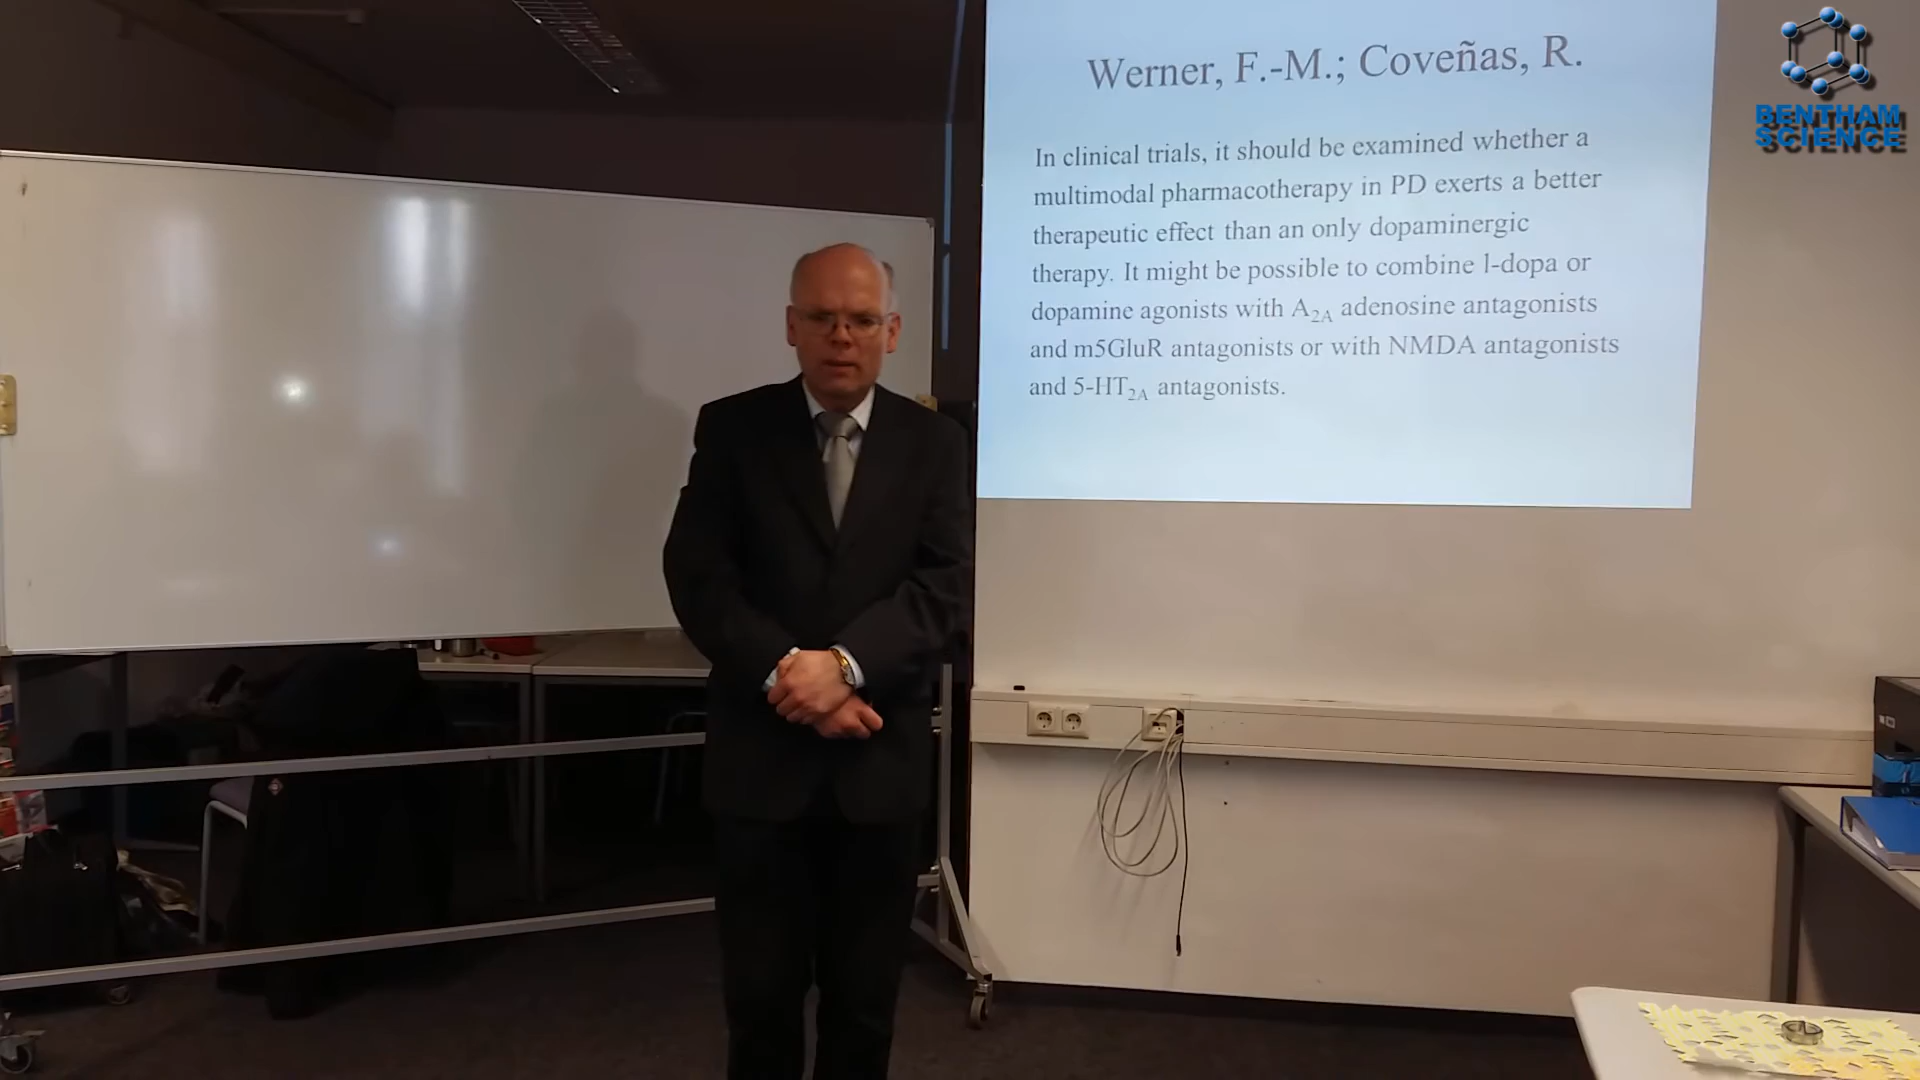 Werner, F.-M.; Coveñas, R.
In clinical trials, it should be examined whether a
multimodal pharmacotherapy in PD exerts a better
therapeutic effect than an only dopaminergic
therapy. It might be possible to combine l-dopa or
dopamine agonists with A2A adenosine antagonists
and m5GluR antagonists or with NMDA antagonists
and 5-HT2A antagonists.
BENTHAM
SCIENCE